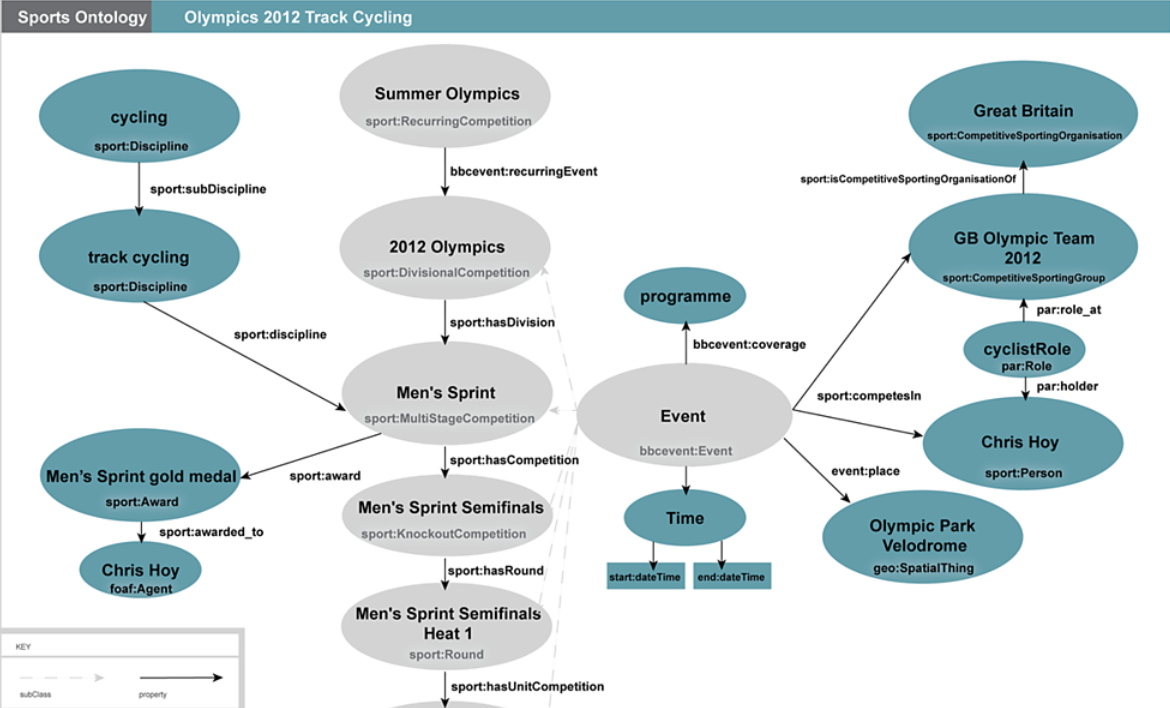 Sports Ontology
Olympics 2012 Track Cycling
cycling
sport:Discipline
sport:subDiscipline
track cycling
sport:Discipline
sport:discipline
Summer Olympics
sport:RecurringCompetition
bbcevent:recurringEvent
2012 Olympics
sport:DivisionalCompetition
sport:hasDivision
Men's Sprint
sport:MultiStageCompetition
sport:award
Men's Sprint gold medal
sport:Award
sport:awarded_to
Chris Hoy
foaf:Agent
sport:hasCompetition
Men's Sprint Semifinals
sport:KnockoutCompetition
sport:hasRound
Men's Sprint Semifinals
Heat 1
sport:Round
sport:hasUnitCompetition
programme
bbcevent:coverage
Event
bbcevent:Event
Time
start:dateTime
end:dateTime
Great Britain
sport:CompetitiveSportingOrganisation
sport:isCompetitiveSportingOrganisationOf
GB Olympic Team
2012
sport:CompetitiveSportingGroup
par:role_at
cyclistRole
par:Role
par:holder
sport:competesIn
Chris Hoy
sport:Person
event:place
Olympic Park
Velodrome
geo:SpatialThing
KEY
subClass
property